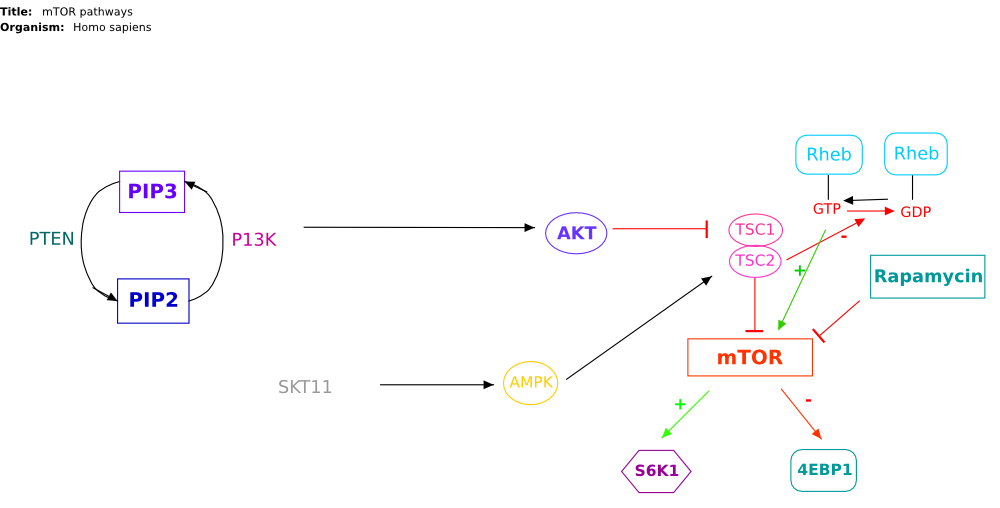 Title: mTOR pathways
Organism: Homo sapiens
Rheb
Rheb
PIP3
GTP
GDP
PTEN
P13K
AKT
TSC1
-
TSC2
+
Rapamycin
PIP2
mTOR
SKT11
AMPK
+
-
S6K1
4EBP1